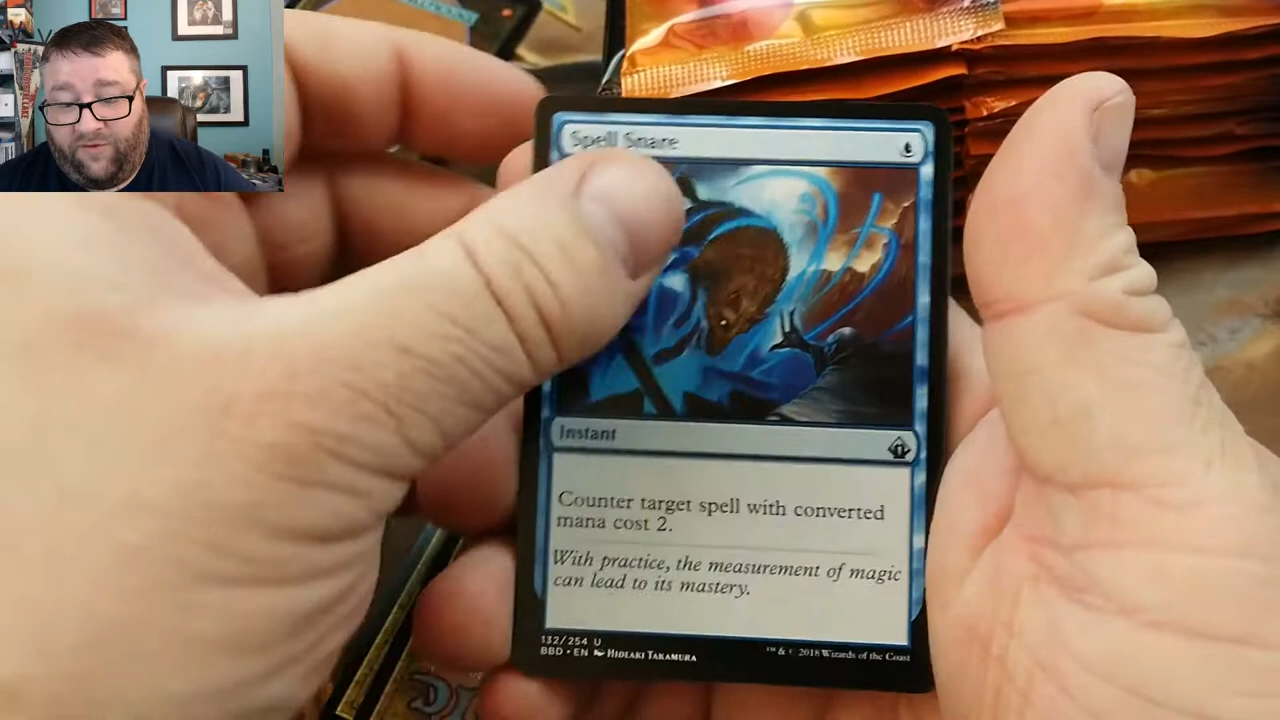 Spell Snare
Instant
Counter target spell with converted
mana cost 2.
With practice, the measurement of magic
can lead to its mastery.
132/254 U
BBD • EN Hideaki Takamura
™ & © 2018 Wizards of the Coast